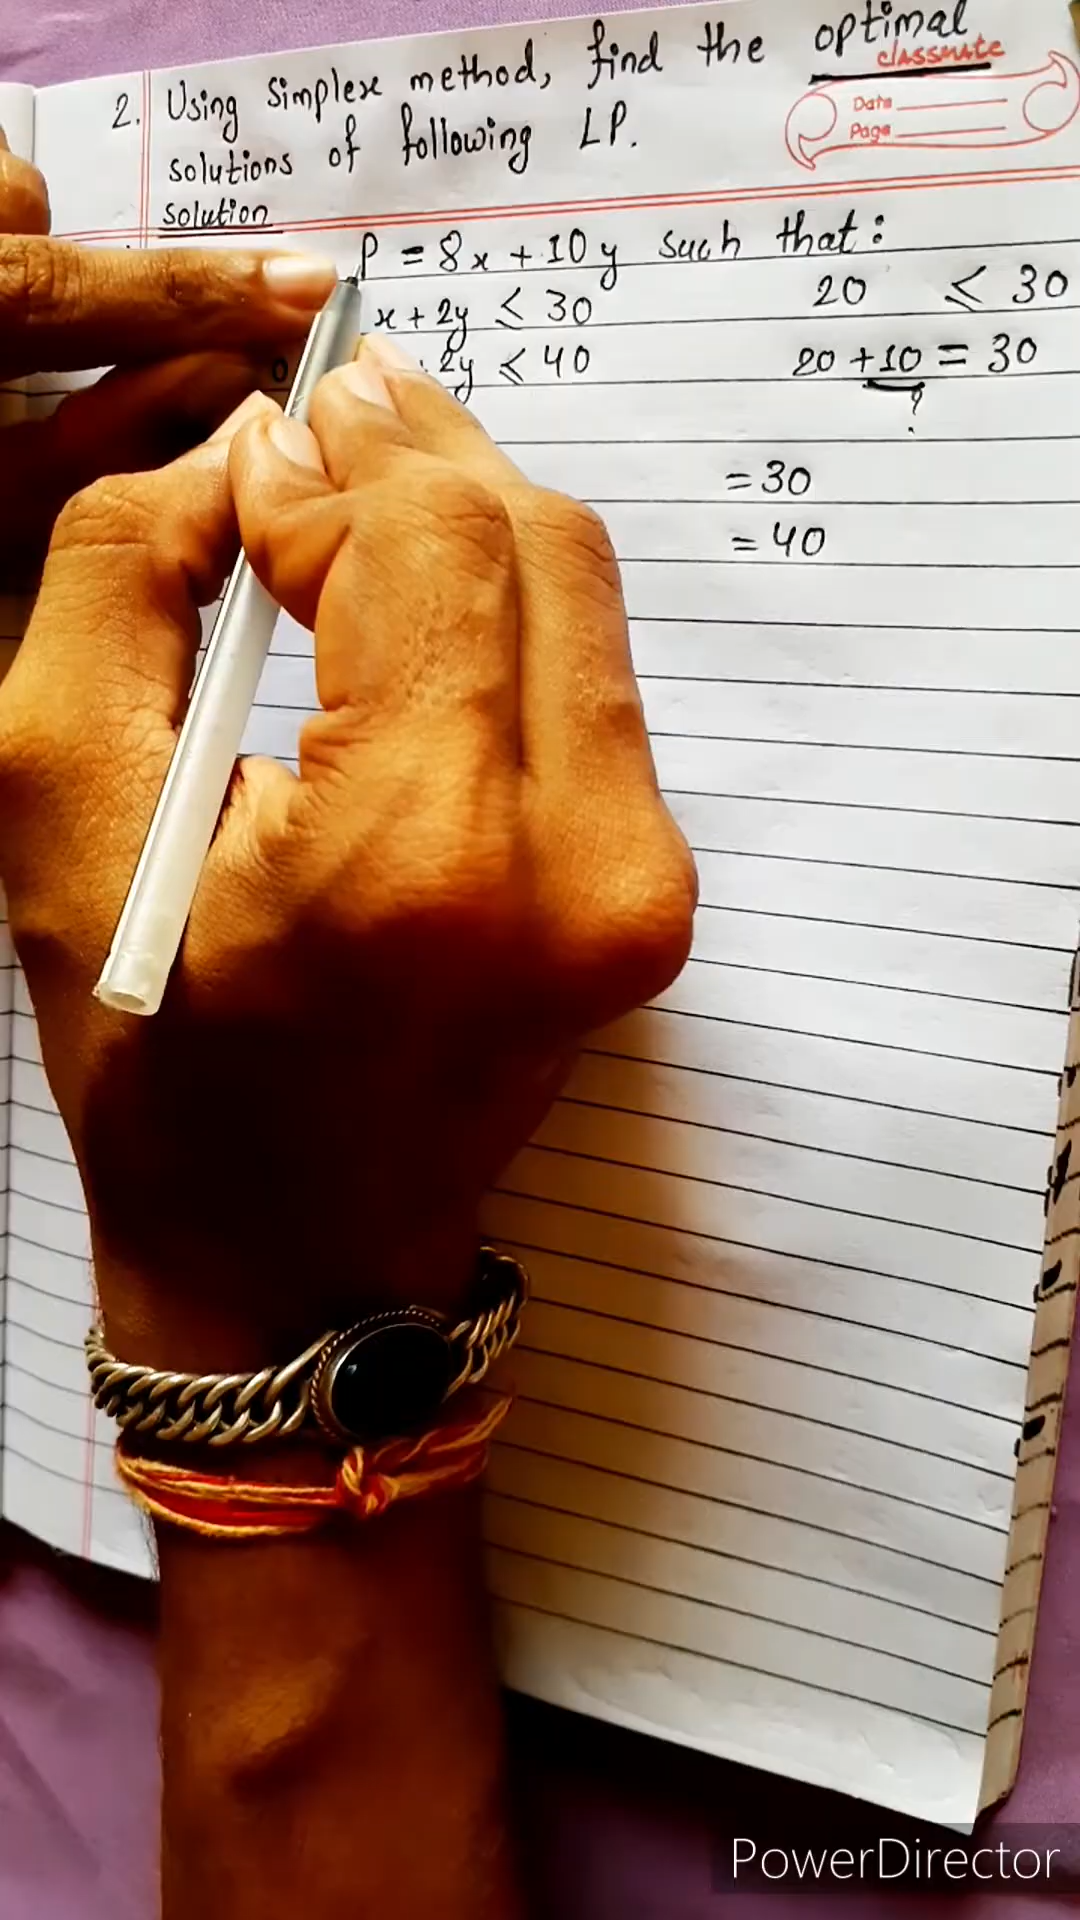 2. Using Simplex method, find the optimal
classmate
Date
Page
solutions of following LP.
solution
P = 8x + 10y such that:
x + 2y ≤ 30
20 ≤ 30
2y ≤ 40
20 + 10 = 30
?
= 30
= 40
PowerDirector